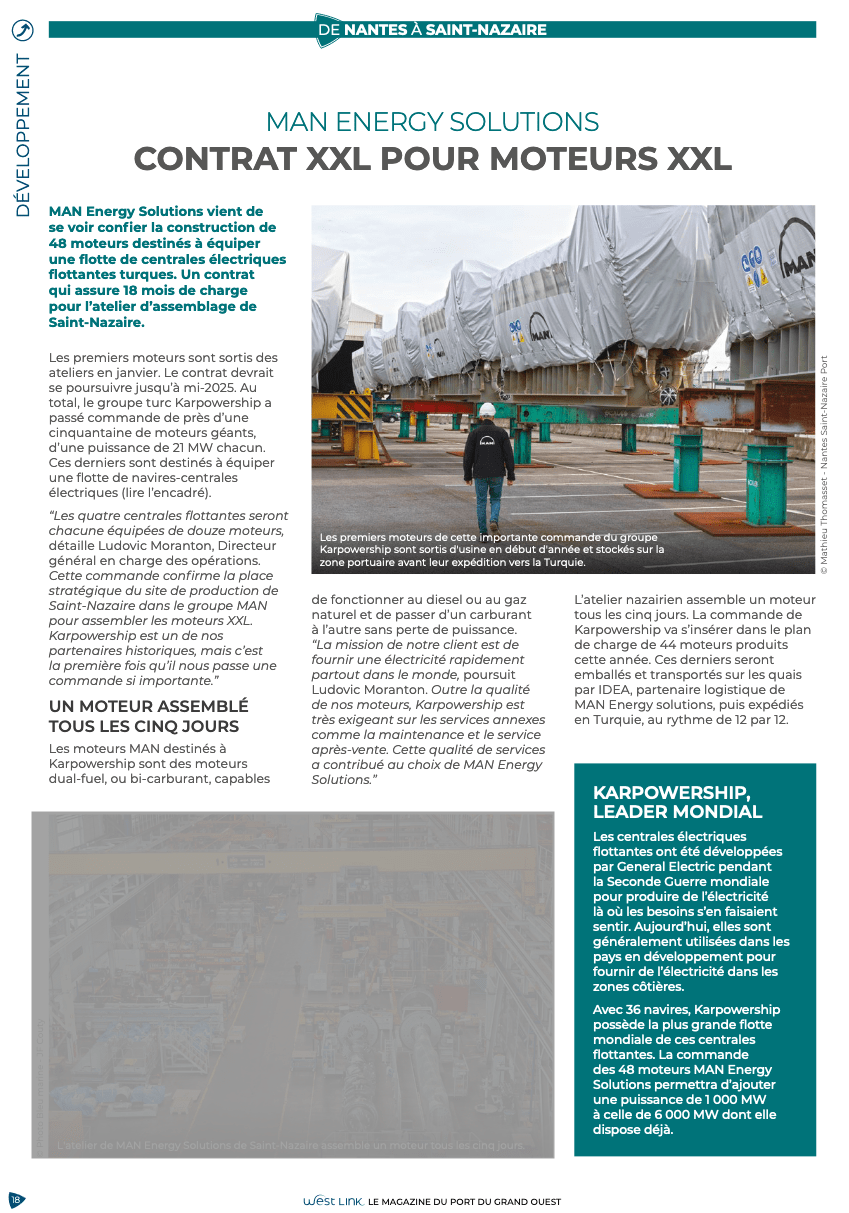 DE NANTES À SAINT-NAZAIRE
DÉVELOPPEMENT
MAN ENERGY SOLUTIONS
CONTRAT XXL POUR MOTEURS XXL
MAN Energy Solutions vient de
se voir confier la construction de
48 moteurs destinés à équiper
une flotte de centrales électriques
flottantes turques. Un contrat
qui assure 18 mois de charge
pour l’atelier d’assemblage de
Saint-Nazaire.
Les premiers moteurs sont sortis des
ateliers en janvier. Le contrat devrait
se poursuivre jusqu’à mi-2025. Au
total, le groupe turc Karpowership a
passé commande de près d’une
cinquantaine de moteurs géants,
d’une puissance de 21 MW chacun.
Ces derniers sont destinés à équiper
une flotte de navires-centrales
électriques (lire l’encadré).
“Les quatre centrales flottantes seront
chacune équipées de douze moteurs,
détaille Ludovic Moranton, Directeur
général en charge des opérations.
Cette commande confirme la place
stratégique du site de production de
Saint-Nazaire dans le groupe MAN
pour assembler les moteurs XXL.
Karpowership est un de nos
partenaires historiques, mais c’est
la première fois qu’il nous passe une
commande si importante.”
UN MOTEUR ASSEMBLÉ
TOUS LES CINQ JOURS
Les moteurs MAN destinés à
Karpowership sont des moteurs
dual-fuel, ou bi-carburant, capables
MAN
MAN
MAN
Les premiers moteurs de cette importante commande du groupe
Karpowership sont sortis d'usine en début d'année et stockés sur la
zone portuaire avant leur expédition vers la Turquie.
© Mathieu Thomasset - Nantes Saint-Nazaire Port
de fonctionner au diesel ou au gaz
naturel et de passer d’un carburant
à l’autre sans perte de puissance.
“La mission de notre client est de
fournir une électricité rapidement
partout dans le monde, poursuit
Ludovic Moranton. Outre la qualité
de nos moteurs, Karpowership est
très exigeant sur les services annexes
comme la maintenance et le service
après-vente. Cette qualité de services
a contribué au choix de MAN Energy
Solutions.”
L’atelier nazairien assemble un moteur
tous les cinq jours. La commande de
Karpowership va s’insérer dans le plan
de charge de 44 moteurs produits
cette année. Ces derniers seront
emballés et transportés sur les quais
par IDEA, partenaire logistique de
MAN Energy solutions, puis expédiés
en Turquie, au rythme de 12 par 12.
L'atelier de MAN Energy Solutions de Saint-Nazaire assemble un moteur tous les cinq jours.
KARPOWERSHIP,
LEADER MONDIAL
Les centrales électriques
flottantes ont été développées
par General Electric pendant
la Seconde Guerre mondiale
pour produire de l’électricité
là où les besoins s’en faisaient
sentir. Aujourd’hui, elles sont
généralement utilisées dans les
pays en développement pour
fournir de l’électricité dans les
zones côtières.
Avec 36 navires, Karpowership
possède la plus grande flotte
mondiale de ces centrales
flottantes. La commande
des 48 moteurs MAN Energy
Solutions permettra d’ajouter
une puissance de 1 000 MW
à celle de 6 000 MW dont elle
dispose déjà.
18
West Link, LE MAGAZINE DU PORT DU GRAND OUEST